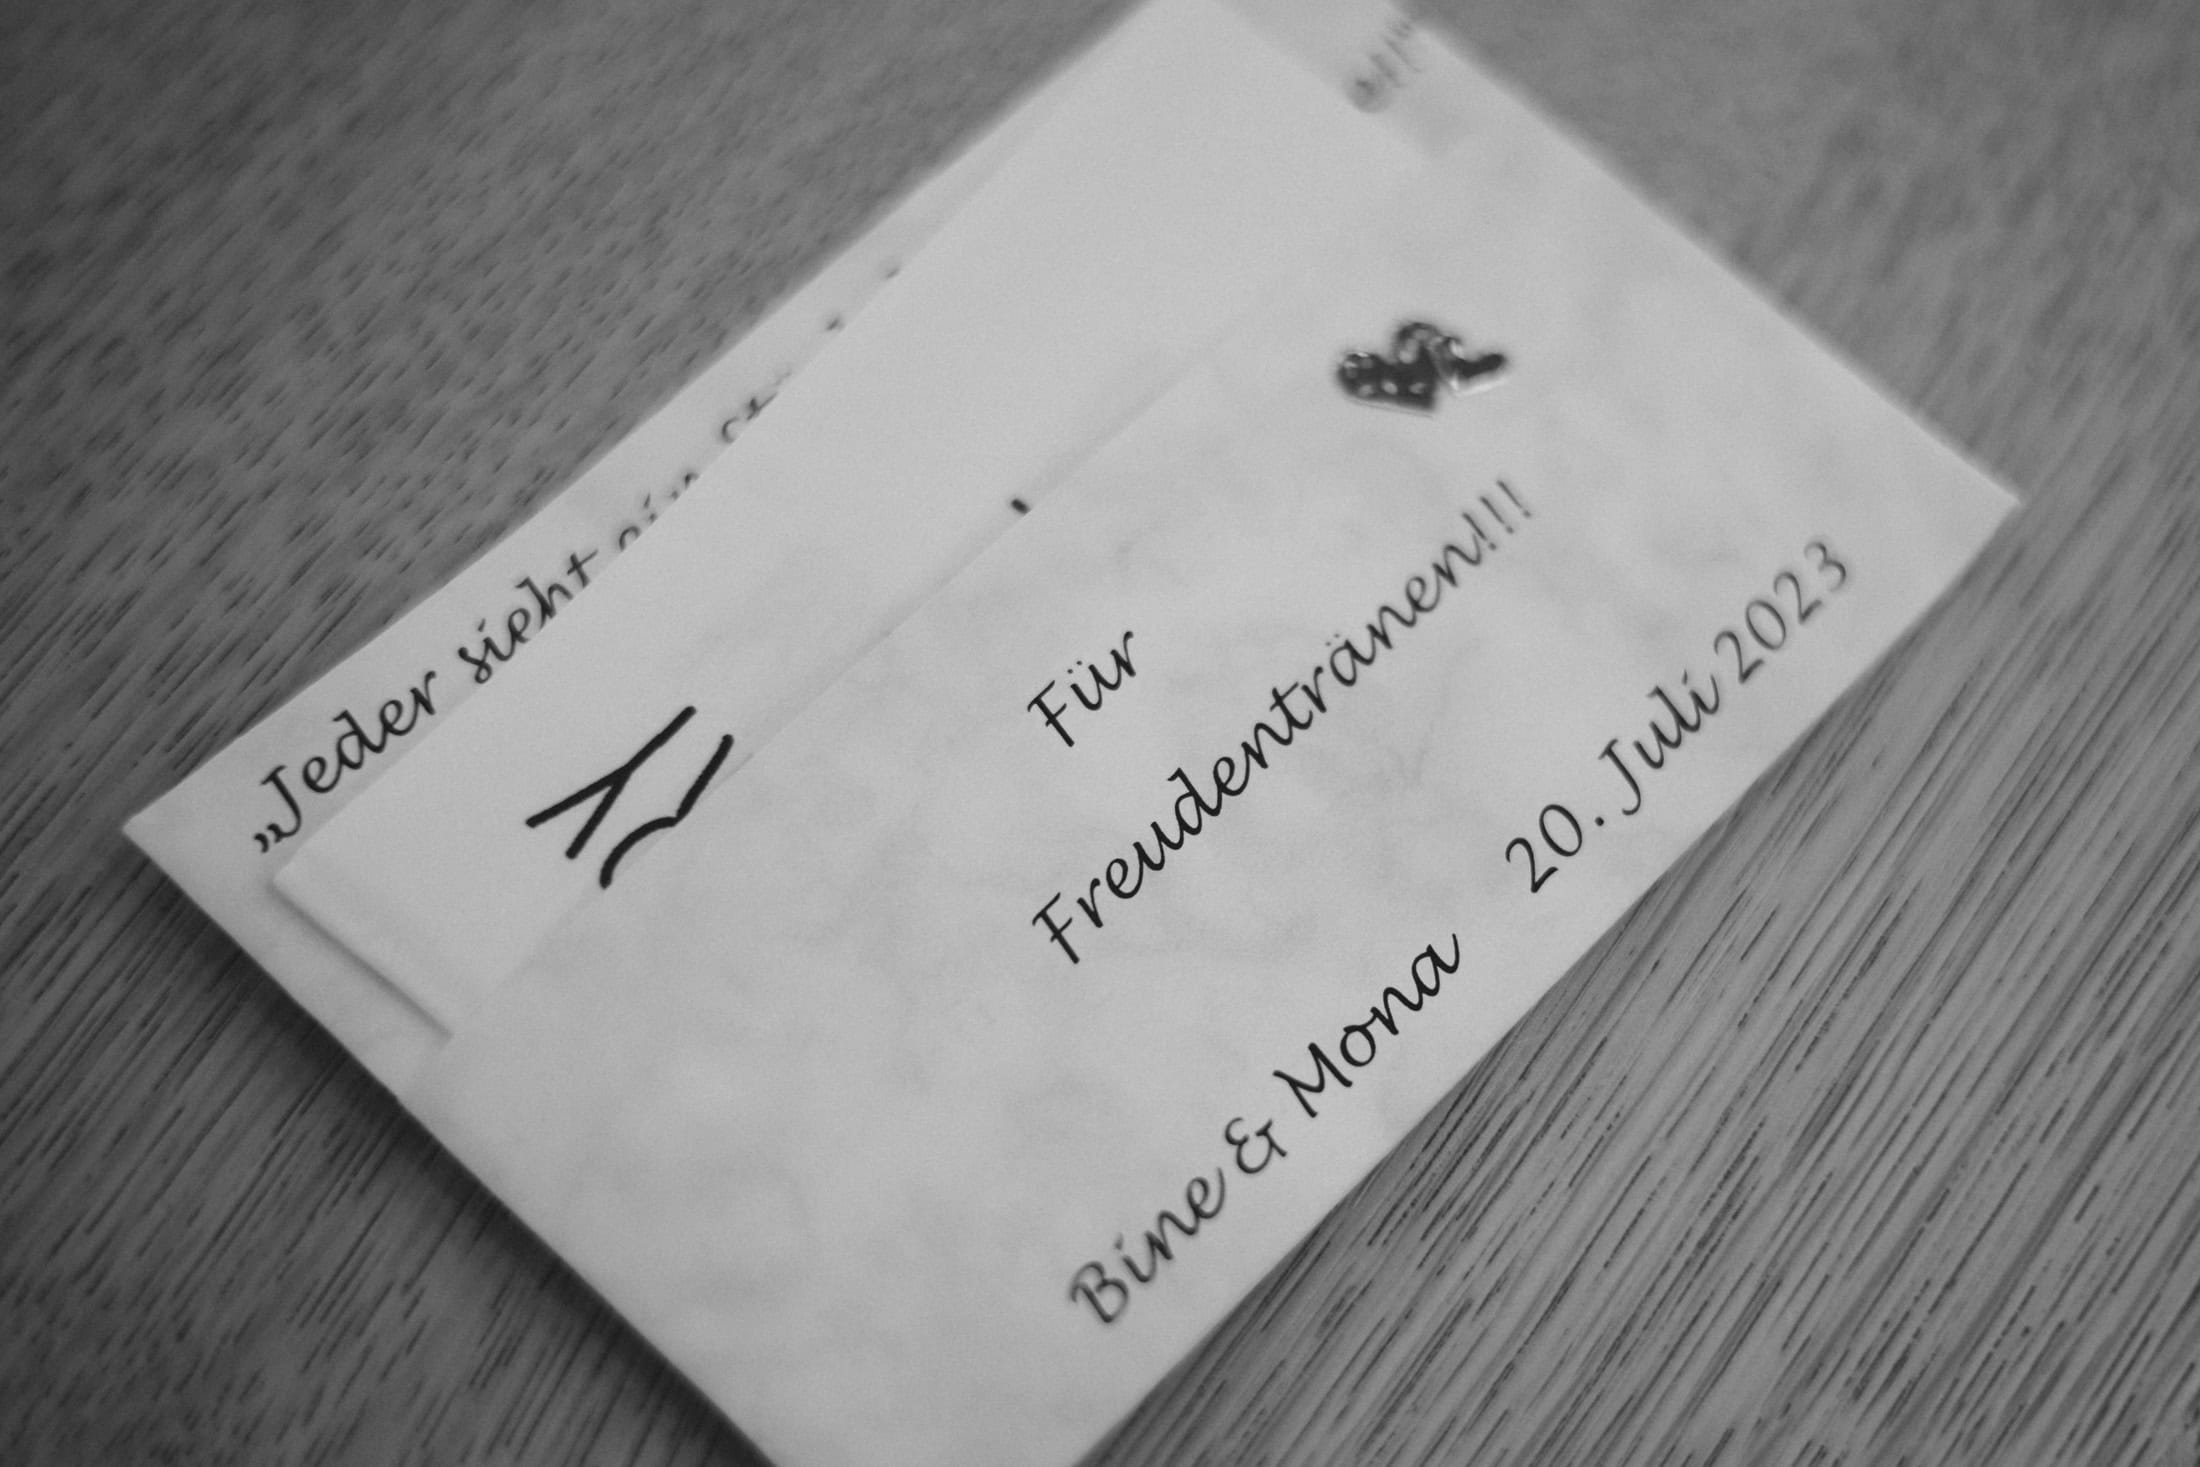 „Jeder sieht
Für
Freudentränen!!!
Bine & Mona 20. Juli 2023